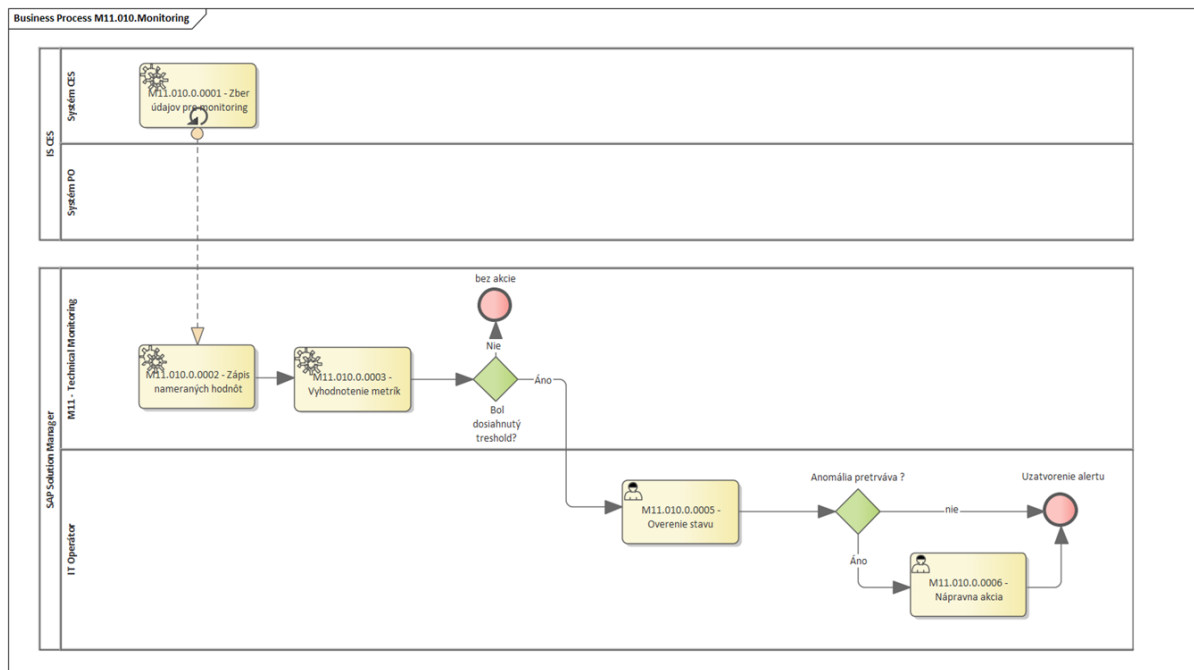 Business Process M11.010.Monitoring
IS CES
Systém CES
M11.010.0.0001 - Zber
údajov pre monitoring
Systém PO
SAP Solution Manager
M11 - Technical Monitoring
bez akcie
Nie
M11.010.0.0002 - Zápis
nameraných hodnôt
M11.010.0.0003 -
Vyhodnotenie metrík
Áno
Bol
dosiahnutý
treshold?
IT Operátor
M11.010.0.0005 -
Overenie stavu
Anomália pretrváva ?
Uzatvorenie alertu
nie
Áno
M11.010.0.0006 -
Nápravna akcia